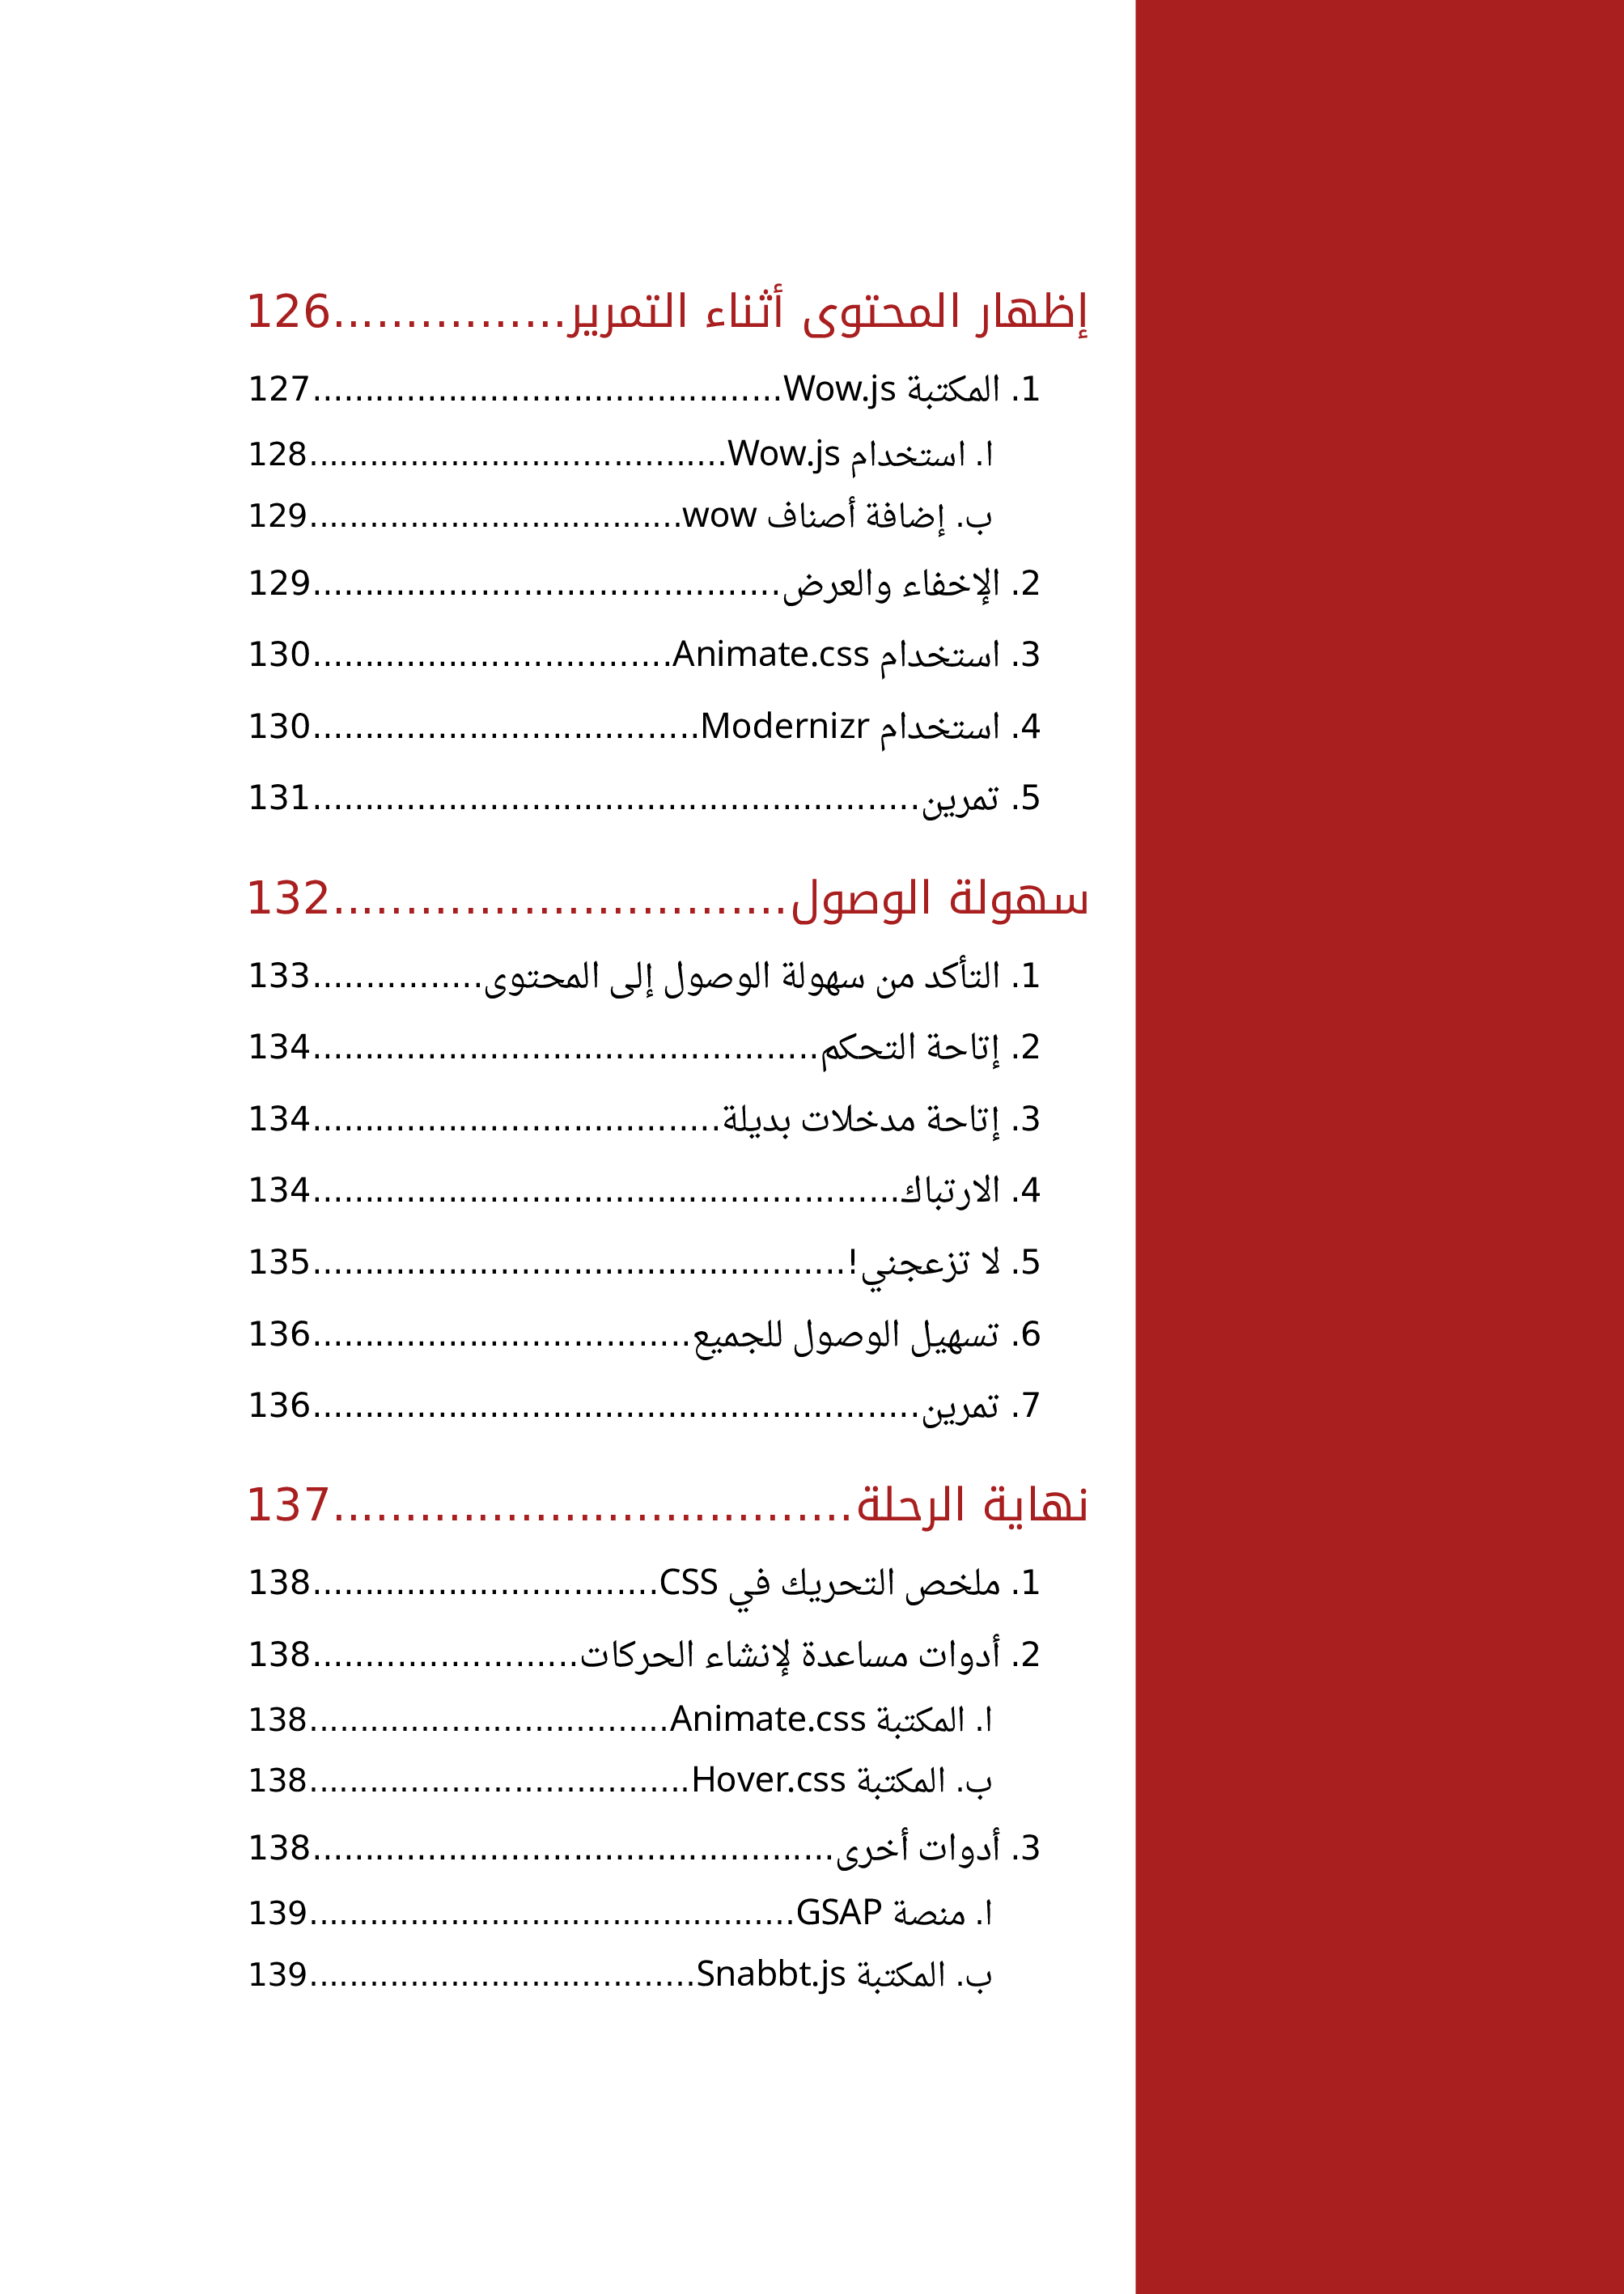 إظهار المحتوى أثناء التمرير................126
1. المكتبة Wow.js.............................................127
ا. استخدام Wow.js.........................................128
ب. إضافة أصناف wow.....................................129
2. الإخفاء والعرض.............................................129
3. استخدام Animate.css..................................130
4. استخدام Modernizr.....................................130
5. تمرين..........................................................131
سهولة الوصول...............................132
1. التأكد من سهولة الوصول إلى المحتوى................133
2. إتاحة التحكم................................................134
3. إتاحة مدخلات بديلة.......................................134
4. الارتباك........................................................134
5. لا تزعجني!...................................................135
6. تسهيل الوصول للجميع....................................136
7. تمرين..........................................................136
نهاية الرحلة....................................137
1. ملخص التحريك في CSS.................................138
2. أدوات مساعدة لإنشاء الحركات.........................138
ا. المكتبة Animate.css...................................138
ب. المكتبة Hover.css.....................................138
3. أدوات أخرى.................................................138
ا. منصة GSAP...............................................139
ب. المكتبة Snabbt.js......................................139